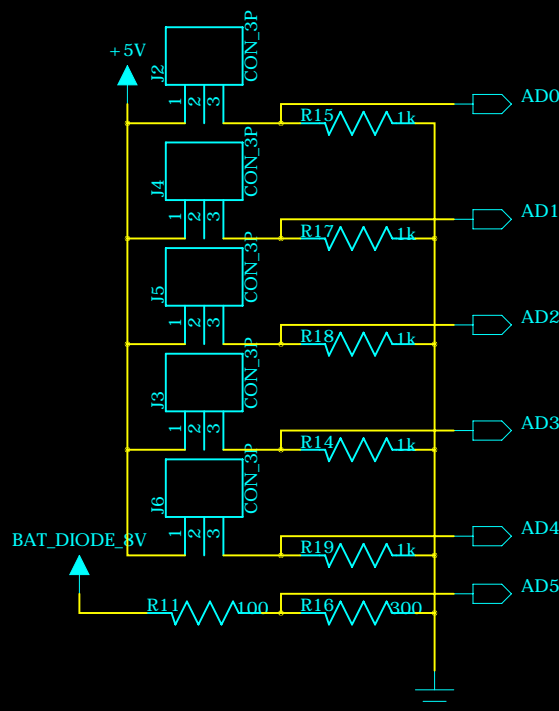 +5V
J2
CON_3P
1 2 3
AD0
R15
1k
J4
CON_3P
1 2 3
AD1
R17
1k
J5
CON_3P
1 2 3
AD2
R18
1k
J3
CON_3P
1 2 3
AD3
R14
1k
J6
CON_3P
1 2 3
AD4
BAT_DIODE_8V
R19
1k
AD5
R11
100
R16
300